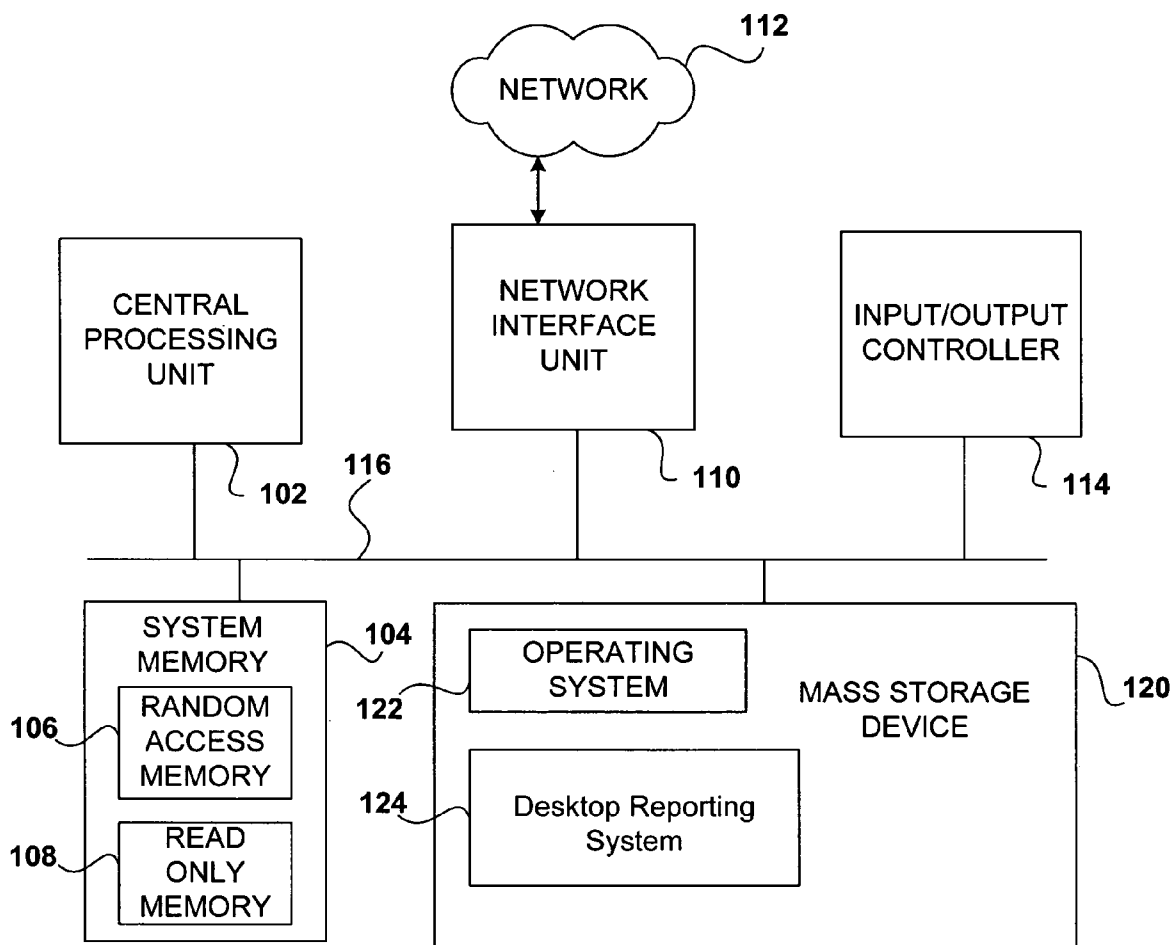 112
NETWORK
CENTRAL
PROCESSING
UNIT
NETWORK
INTERFACE
UNIT
INPUT/OUTPUT
CONTROLLER
102
116
110
114
SYSTEM
MEMORY
104
RANDOM
ACCESS
MEMORY
106
READ
ONLY
MEMORY
108
OPERATING
SYSTEM
122
MASS STORAGE
DEVICE
120
Desktop Reporting
System
124